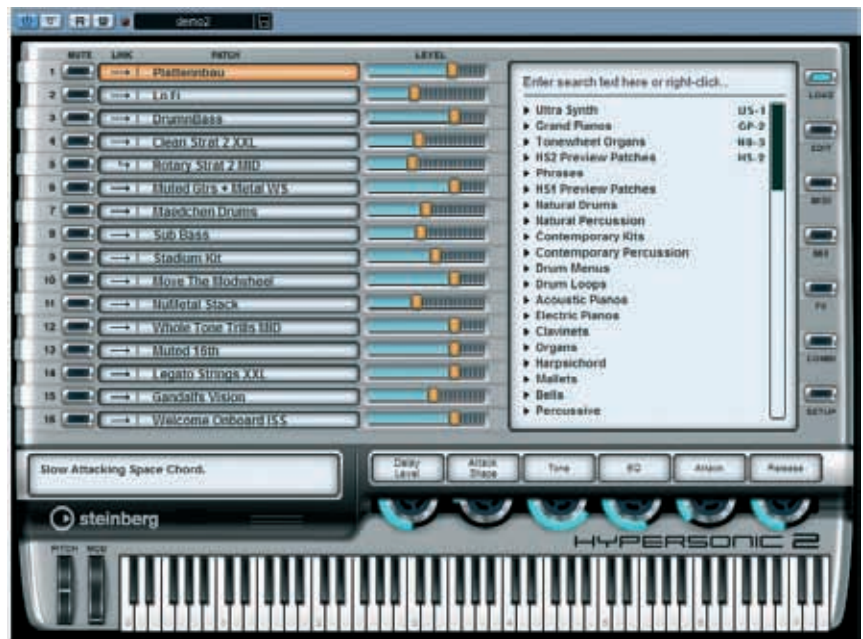 demo2
MUTE LINK PATCH LEVEL
1 Plattennbau
2 Lo Fi
3 DrumnBass
4 Clean Strat 2 XXL
5 Rotary Strat 2 MID
6 Muted Gtrs + Metal WS
7 Maedchen Drums
8 Sub Bass
9 Stadium Kit
10 Move The Modwheel
11 NuMetal Stack
12 Whole Tone Trills MID
13 Muted 16th
14 Legato Strings XXL
15 Gandalfs Vision
16 Welcome Onboard ISS
Enter search text here or right-click...
Ultra Synth US-1
Grand Pianos GP-2
Tonewheel Organs
HS2 Preview Patches HS-2
Phrases
HS1 Preview Patches
Natural Drums
Natural Percussion
Contemporary Kits
Contemporary Percussion
Drum Menus
Drum Loops
Acoustic Pianos
Electric Pianos
Clavinets
Organs
Harpsichord
Mallets
Bells
Percussive
LOAD
EDIT
MIDI
MIX
FX
COMBI
SETUP
Slow Attacking Space Chord.
Delay Level
Attack Shape
Tone
EQ
Attack
Release
steinberg
HYPERSONIC 2
PITCH MOD